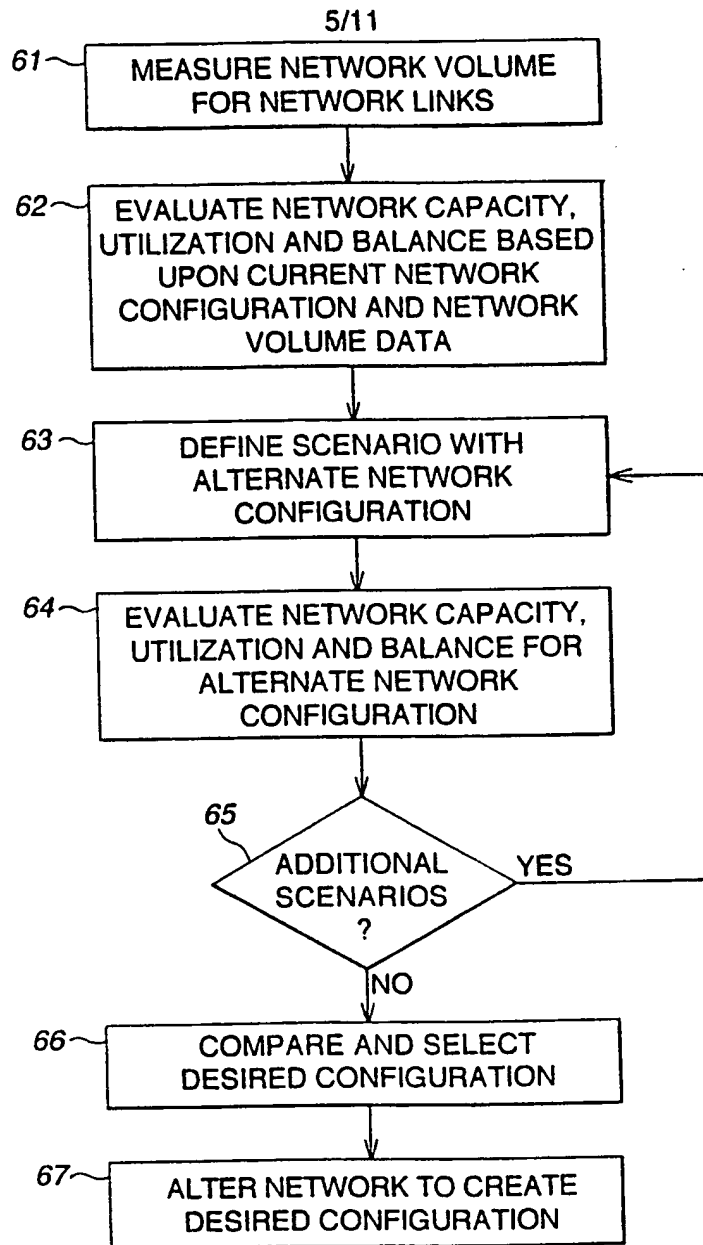 5/11
61
MEASURE NETWORK VOLUME
FOR NETWORK LINKS
62
EVALUATE NETWORK CAPACITY,
UTILIZATION AND BALANCE BASED
UPON CURRENT NETWORK
CONFIGURATION AND NETWORK
VOLUME DATA
63
DEFINE SCENARIO WITH
ALTERNATE NETWORK
CONFIGURATION
64
EVALUATE NETWORK CAPACITY,
UTILIZATION AND BALANCE FOR
ALTERNATE NETWORK
CONFIGURATION
65
ADDITIONAL
SCENARIOS
?
YES
NO
66
COMPARE AND SELECT
DESIRED CONFIGURATION
67
ALTER NETWORK TO CREATE
DESIRED CONFIGURATION